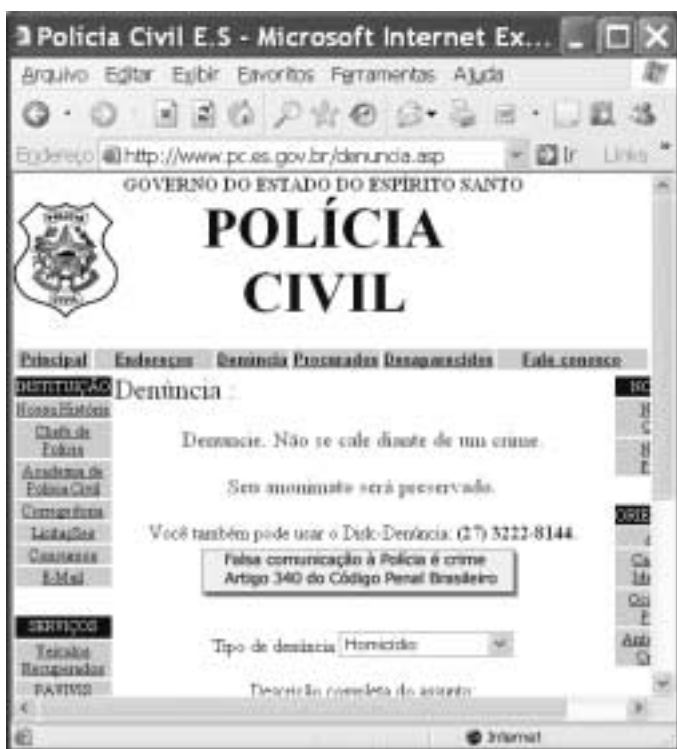 Polícia Civil E.S - Microsoft Internet Ex...
Arquivo Editar Exibir Favoritos Ferramentas Ajuda
Endereço http://www.pc.es.gov.br/denuncia.asp Ir Links
GOVERNO DO ESTADO DO ESPÍRITO SANTO
POLÍCIA
CIVIL
Principal Endereços Denúncia Procurados Desaparecidos Fale conosco
INSTITUIÇÃO
Nossa História
Chefe de
Polícia
Academia de
Polícia Civil
Corregedoria
Licitações
E-Mail
SERVIÇOS
Veículos
Recuperados
PAVIVIS
Denúncia :
Denuncie. Não se cale diante de um crime.
Seu anonimato será preservado.
Você também pode usar o Disk-Denúncia: (27) 3222-8144.
Falsa comunicação à Polícia é crime
Artigo 340 do Código Penal Brasileiro
Tipo de denúncia Homicídio
Descrição completa do assunto:
Internet